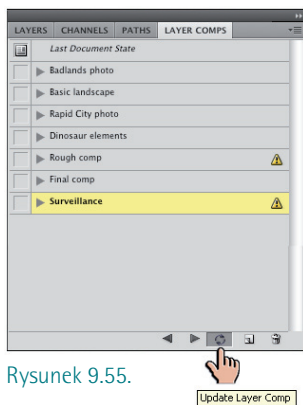 LAYERS CHANNELS PATHS LAYER COMPS
Last Document State
Badlands photo
Basic landscape
Rapid City photo
Dinosaur elements
Rough comp
Final comp
Surveillance
Rysunek 9.55.
Update Layer Comp